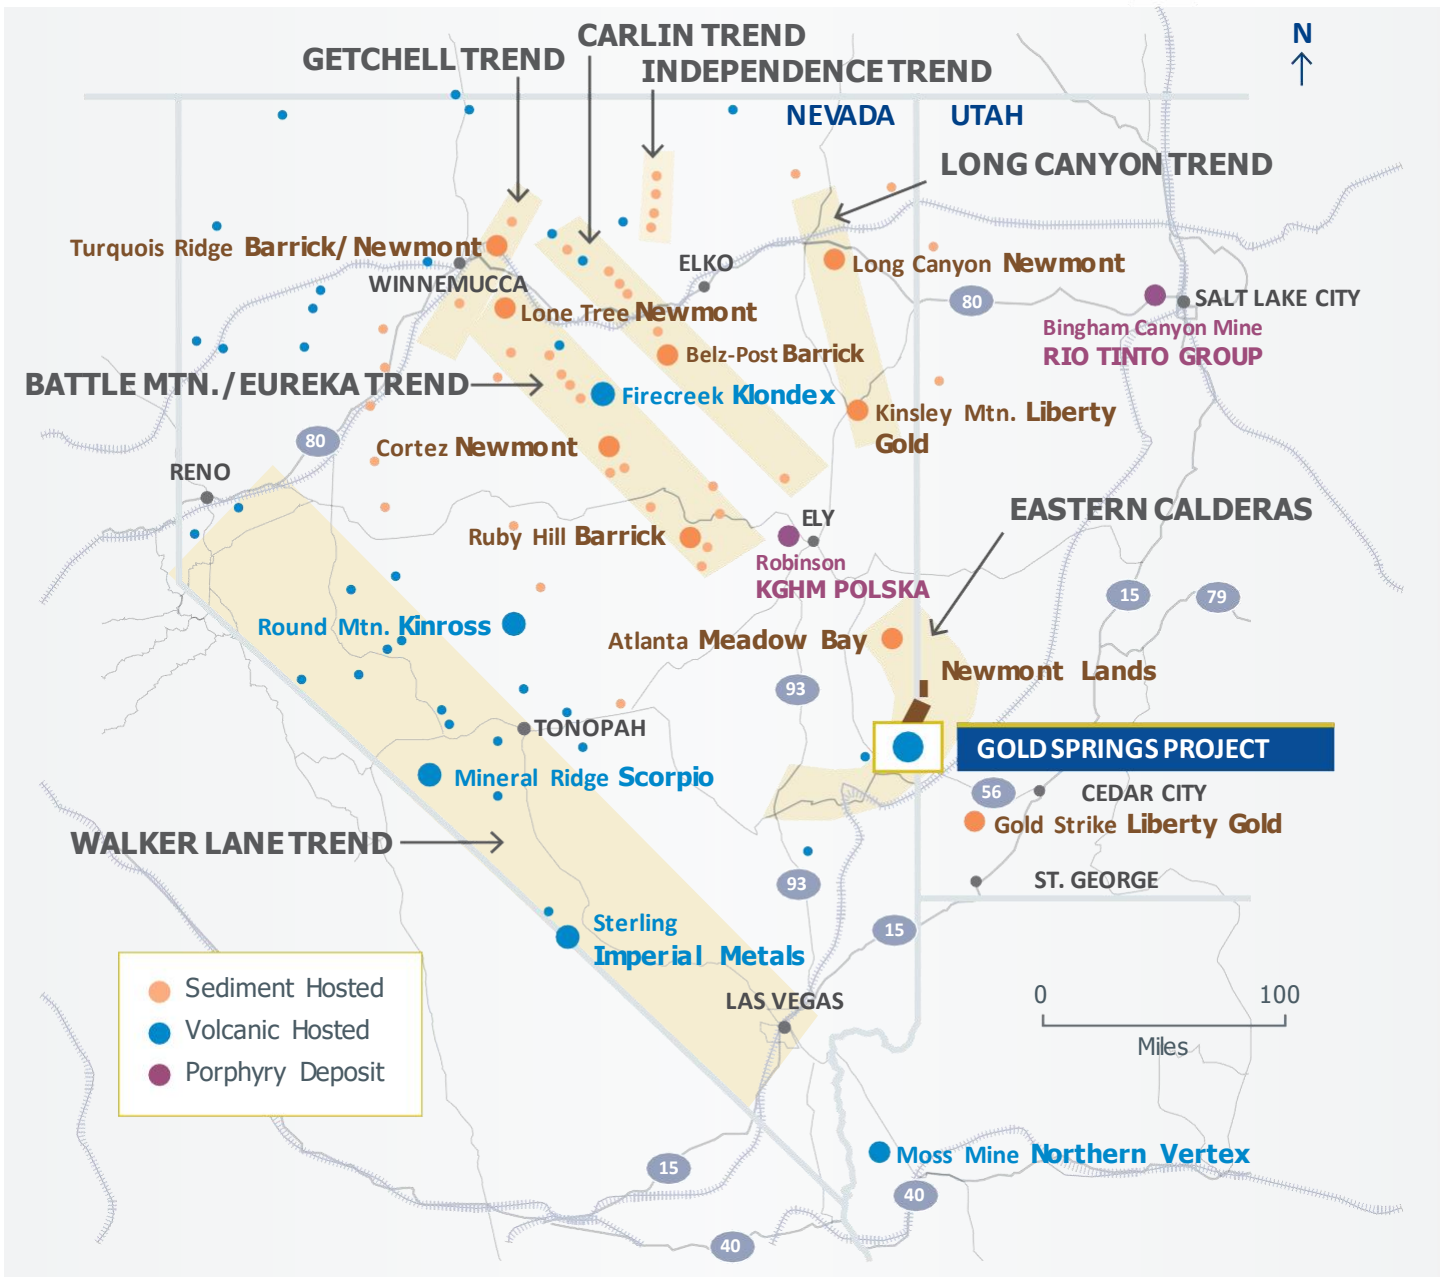 CARLIN TREND
GETCHELL TREND
INDEPENDENCE TREND
N
NEVADA
UTAH
LONG CANYON TREND
Turquois Ridge Barrick/ Newmont
WINNEMUCCA
ELKO
Long Canyon Newmont
80
SALT LAKE CITY
Lone Tree Newmont
Bingham Canyon Mine
RIO TINTO GROUP
Belz-Post Barrick
BATTLE MTN./EUREKA TREND
Firecreek Klondex
Kinsley Mtn. Liberty
Gold
80
Cortez Newmont
RENO
EASTERN CALDERAS
ELY
Ruby Hill Barrick
Robinson
KGHM POLSKA
15
79
Round Mtn. Kinross
Atlanta Meadow Bay
Newmont Lands
93
TONOPAH
GOLD SPRINGS PROJECT
Mineral Ridge Scorpio
56
CEDAR CITY
Gold Strike Liberty Gold
WALKER LANE TREND
93
ST. GEORGE
Sterling
Imperial Metals
15
Sediment Hosted
Volcanic Hosted
Porphyry Deposit
LAS VEGAS
0
100
Miles
Moss Mine Northern Vertex
15
40
40